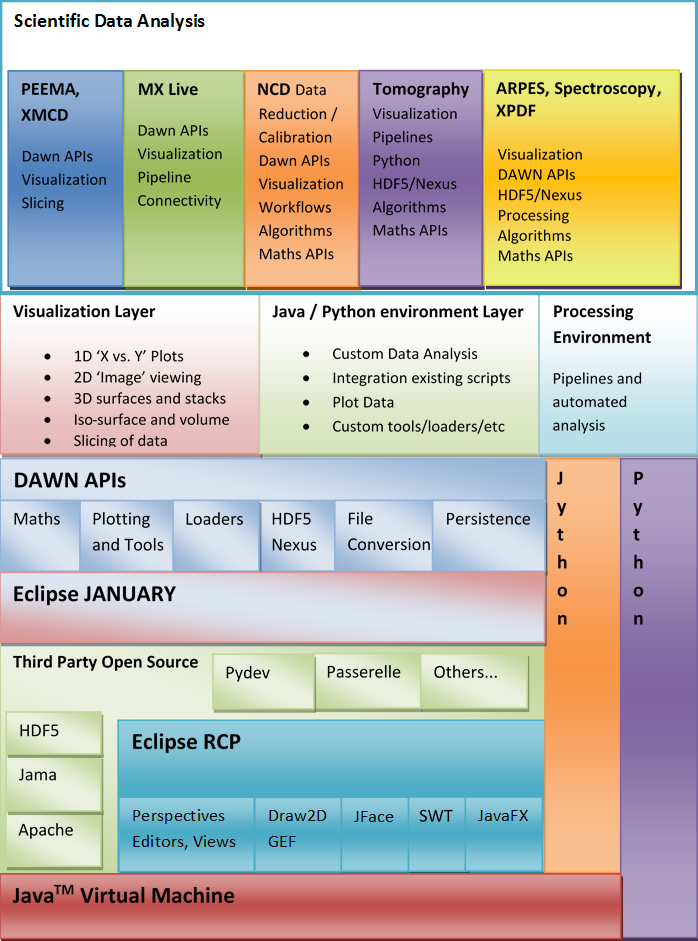 Scientific Data Analysis
PEEMA,
XMCD
Dawn APIs
Visualization
Slicing
MX Live
Dawn APIs
Visualization
Pipeline
Connectivity
NCD Data
Reduction /
Calibration
Dawn APIs
Visualization
Workflows
Algorithms
Maths APIs
Tomography
Visualization
Pipelines
Python
HDF5/Nexus
Algorithms
Maths APIs
ARPES, Spectroscopy,
XPDF
Visualization
DAWN APIs
HDF5/Nexus
Processing
Algorithms
Maths APIs
Visualization Layer
• 1D ‘X vs. Y’ Plots
• 2D ‘Image’ viewing
• 3D surfaces and stacks
• Iso-surface and volume
• Slicing of data
Java / Python environment Layer
• Custom Data Analysis
• Integration existing scripts
• Plot Data
• Custom tools/loaders/etc
Processing
Environment
Pipelines and
automated
analysis
DAWN APIs
Maths
Plotting
and Tools
Loaders
HDF5
Nexus
File
Conversion
Persistence
Jython
Python
Eclipse JANUARY
Third Party Open Source
Pydev
Passerelle
Others...
HDF5
Jama
Apache
Eclipse RCP
Perspectives
Editors, Views
Draw2D
GEF
JFace
SWT
JavaFX
Java™ Virtual Machine